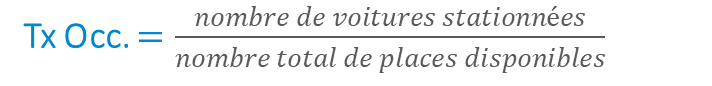 nombre de voitures stationnées
Tx Occ. =
nombre total de places disponibles